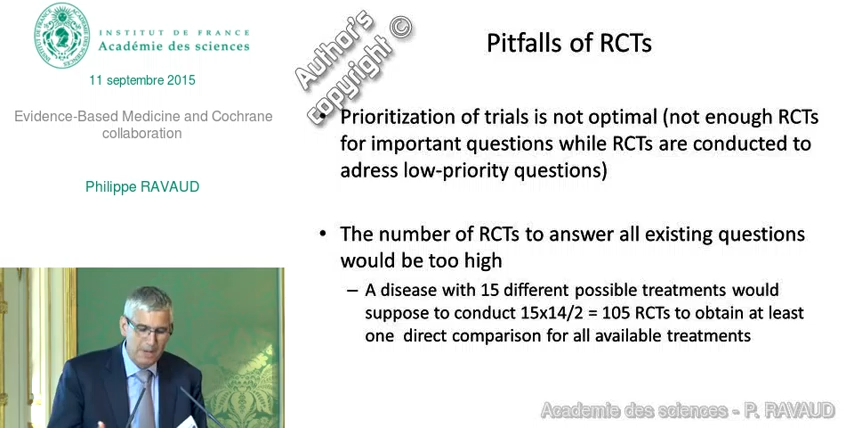 INSTITUT DE FRANCE
Académie des sciences
11 septembre 2015
Evidence-Based Medicine and Cochrane
collaboration
Philippe RAVAUD
Author's
copyright ©
Pitfalls of RCTs
• Prioritization of trials is not optimal (not enough RCTs
for important questions while RCTs are conducted to
adress low-priority questions)
• The number of RCTs to answer all existing questions
would be too high
– A disease with 15 different possible treatments would
suppose to conduct 15x14/2 = 105 RCTs to obtain at least
one direct comparison for all available treatments
Academie des sciences - P. RAVAUD